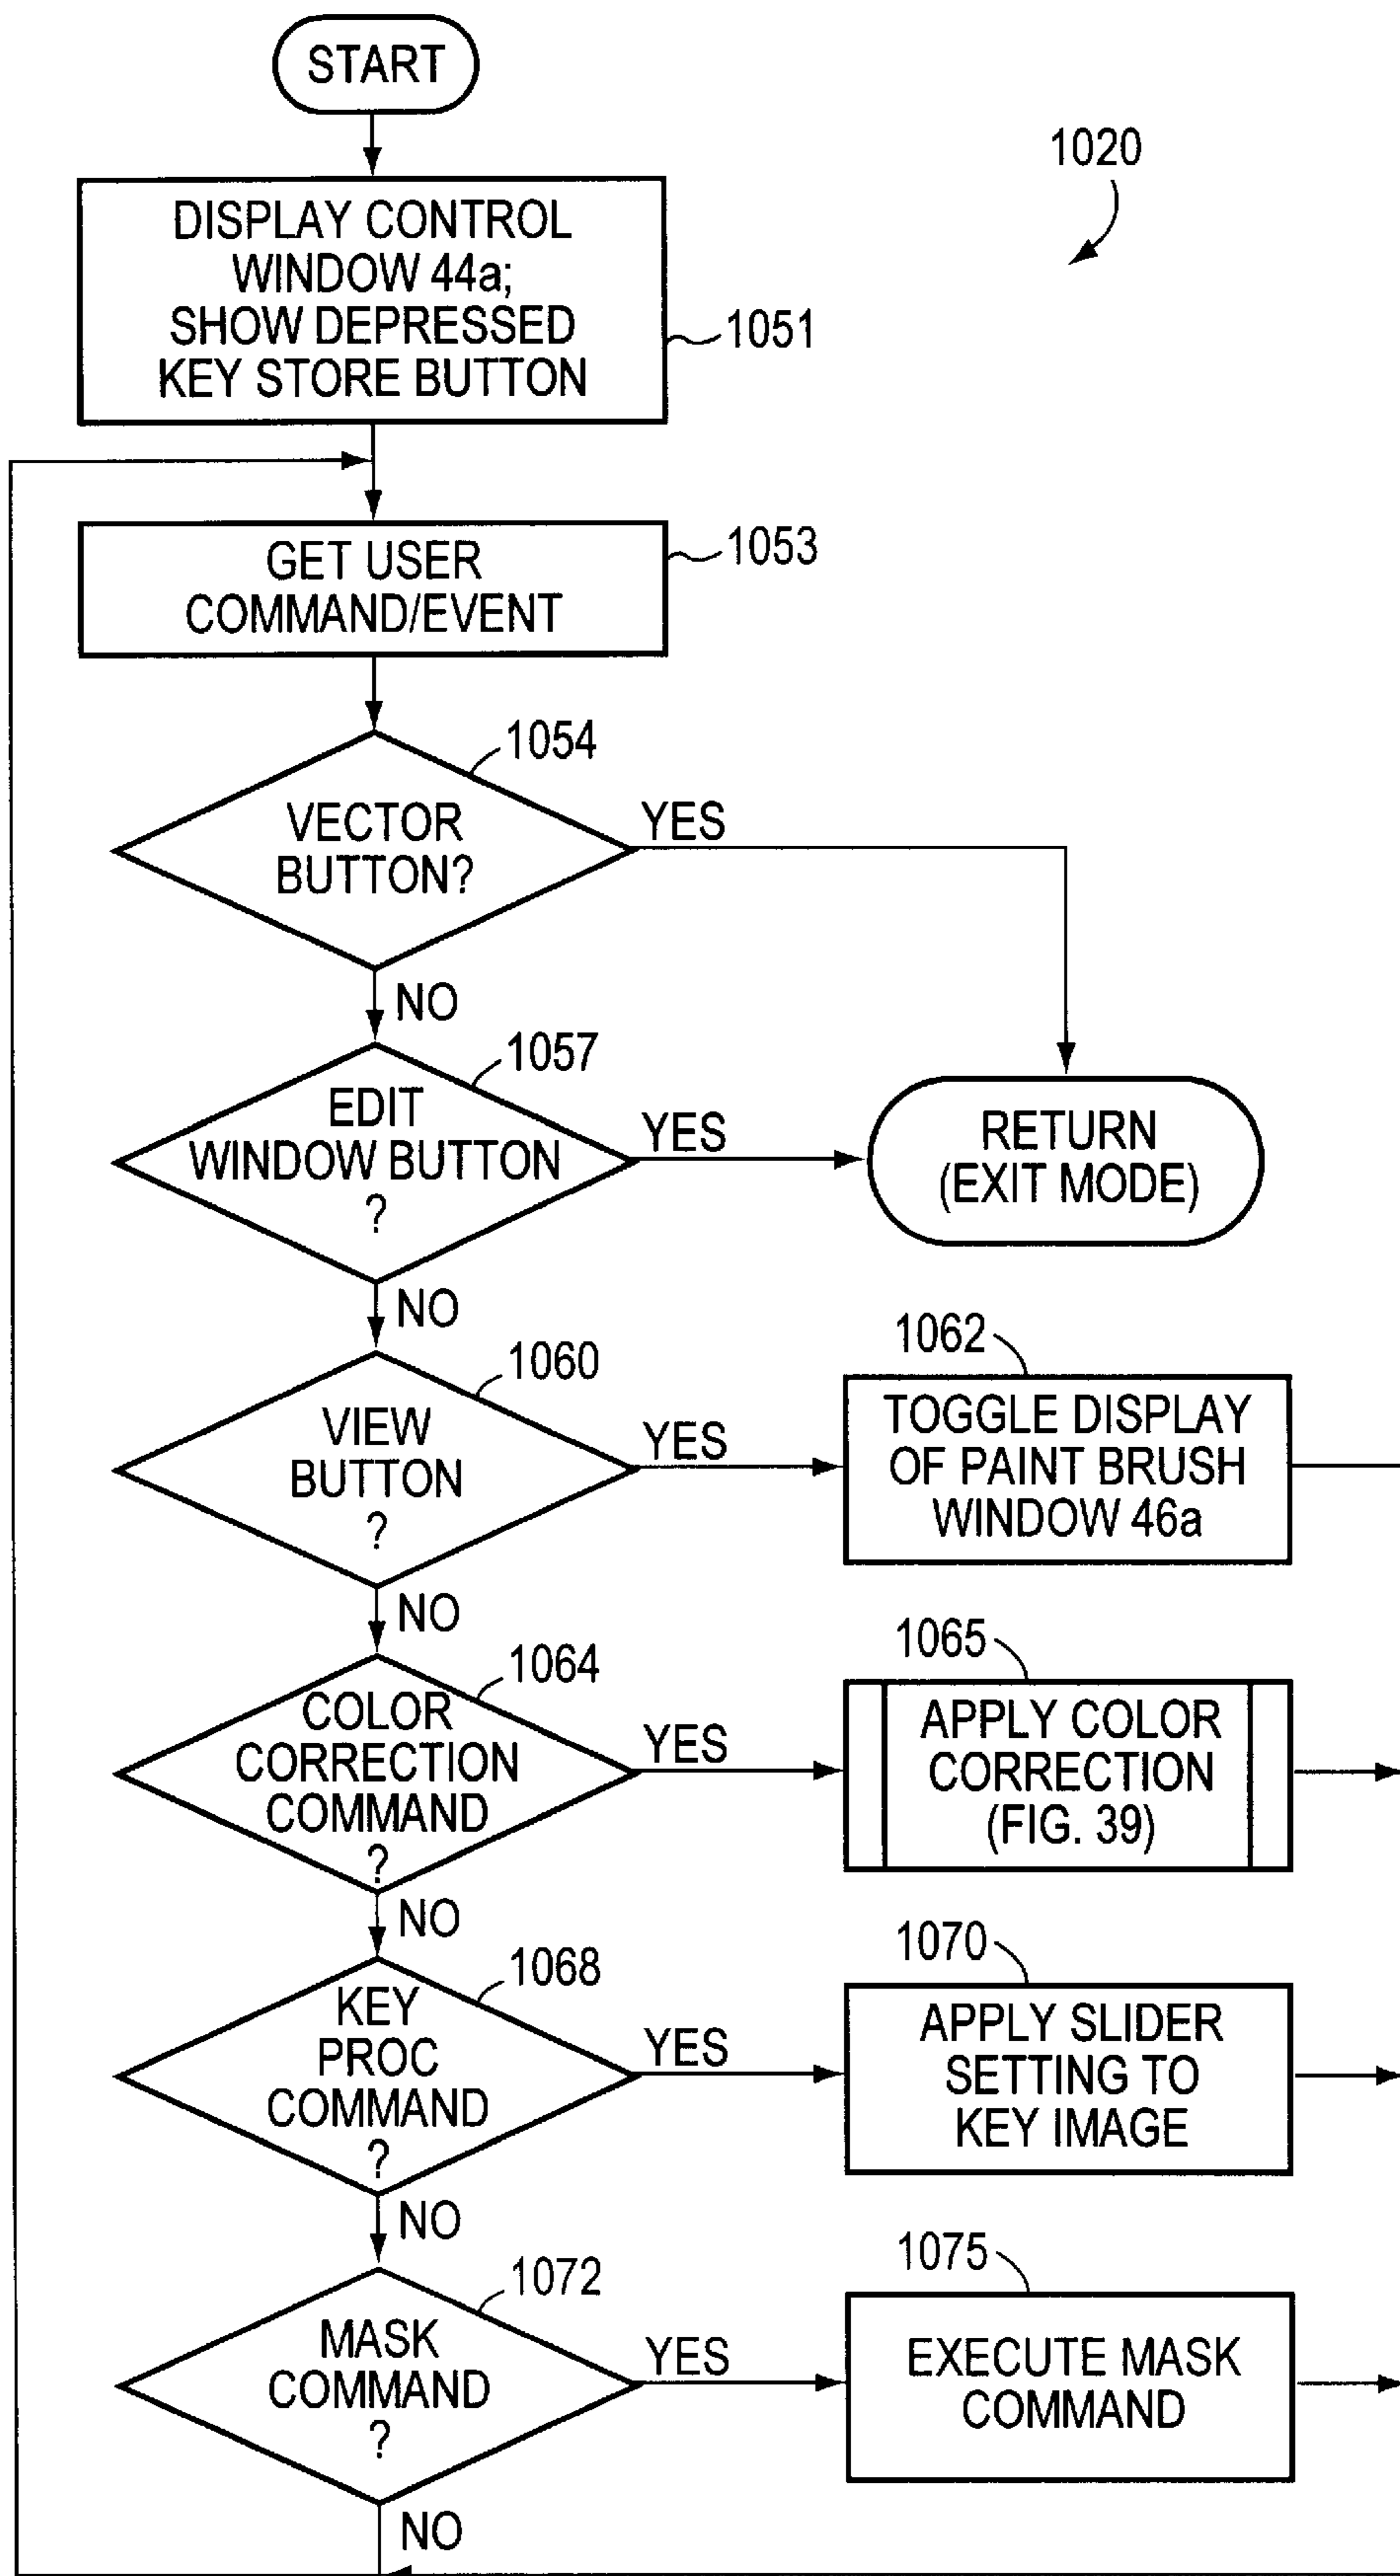 START
1020
DISPLAY CONTROL
WINDOW 44a;
SHOW DEPRESSED
KEY STORE BUTTON
1051
GET USER
COMMAND/EVENT
1053
1054
VECTOR
BUTTON?
YES
NO
1057
EDIT
WINDOW BUTTON
?
YES
RETURN
(EXIT MODE)
NO
1060
VIEW
BUTTON
?
YES
1062
TOGGLE DISPLAY
OF PAINT BRUSH
WINDOW 46a
NO
1064
COLOR
CORRECTION
COMMAND
?
YES
1065
APPLY COLOR
CORRECTION
(FIG. 39)
NO
1068
KEY
PROC
COMMAND
?
YES
1070
APPLY SLIDER
SETTING TO
KEY IMAGE
NO
1072
MASK
COMMAND
?
YES
1075
EXECUTE MASK
COMMAND
NO